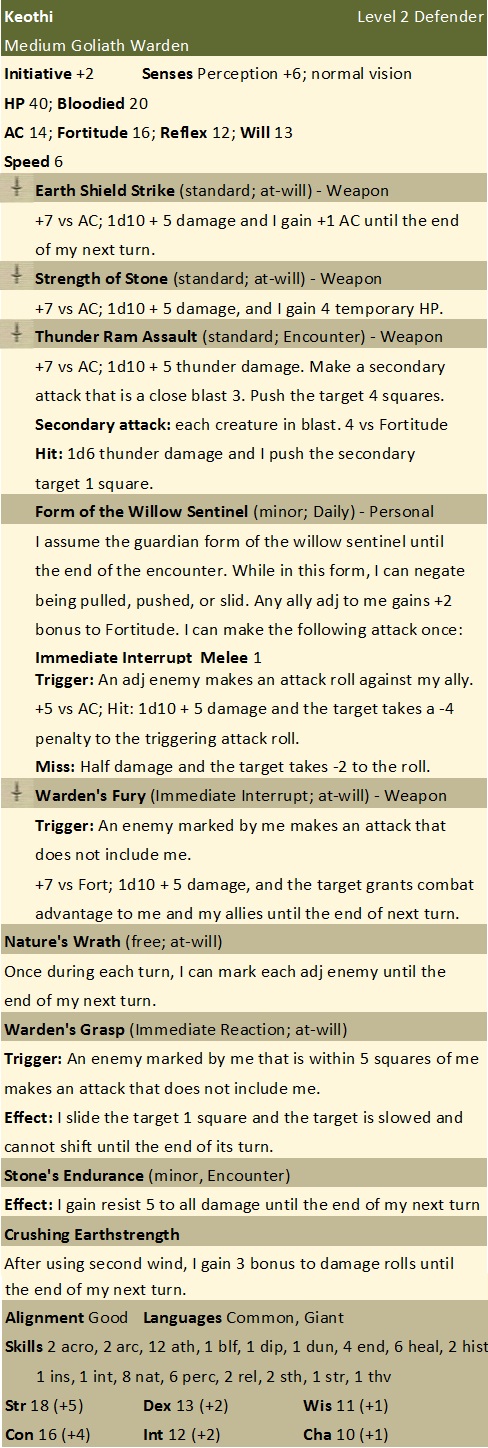 Keothi Level 2 Defender
Medium Goliath Warden
Initiative +2 Senses Perception +6; normal vision
HP 40; Bloodied 20
AC 14; Fortitude 16; Reflex 12; Will 13
Speed 6
Earth Shield Strike (standard; at-will) - Weapon
+7 vs AC; 1d10 + 5 damage and I gain +1 AC until the end
of my next turn.
Strength of Stone (standard; at-will) - Weapon
+7 vs AC; 1d10 + 5 damage, and I gain 4 temporary HP.
Thunder Ram Assault (standard; Encounter) - Weapon
+7 vs AC; 1d10 + 5 thunder damage. Make a secondary
attack that is a close blast 3. Push the target 4 squares.
Secondary attack: each creature in blast. 4 vs Fortitude
Hit: 1d6 thunder damage and I push the secondary
target 1 square.
Form of the Willow Sentinel (minor; Daily) - Personal
I assume the guardian form of the willow sentinel until
the end of the encounter. While in this form, I can negate
being pulled, pushed, or slid. Any ally adj to me gains +2
bonus to Fortitude. I can make the following attack once:
Immediate Interrupt Melee 1
Trigger: An adj enemy makes an attack roll against my ally.
+5 vs AC; Hit: 1d10 + 5 damage and the target takes a -4
penalty to the triggering attack roll.
Miss: Half damage and the target takes -2 to the roll.
Warden's Fury (Immediate Interrupt; at-will) - Weapon
Trigger: An enemy marked by me makes an attack that
does not include me.
+7 vs Fort; 1d10 + 5 damage, and the target grants combat
advantage to me and my allies until the end of next turn.
Nature's Wrath (free; at-will)
Once during each turn, I can mark each adj enemy until the
end of my next turn.
Warden's Grasp (Immediate Reaction; at-will)
Trigger: An enemy marked by me that is within 5 squares of me
makes an attack that does not include me.
Effect: I slide the target 1 square and the target is slowed and
cannot shift until the end of its turn.
Stone's Endurance (minor, Encounter)
Effect: I gain resist 5 to all damage until the end of my next turn
Crushing Earthstrength
After using second wind, I gain 3 bonus to damage rolls until
the end of my next turn.
Alignment Good Languages Common, Giant
Skills 2 acro, 2 arc, 12 ath, 1 blf, 1 dip, 1 dun, 4 end, 6 heal, 2 hist
1 ins, 1 int, 8 nat, 6 perc, 2 rel, 2 sth, 1 str, 1 thv
Str 18 (+5) Dex 13 (+2) Wis 11 (+1)
Con 16 (+4) Int 12 (+2) Cha 10 (+1)